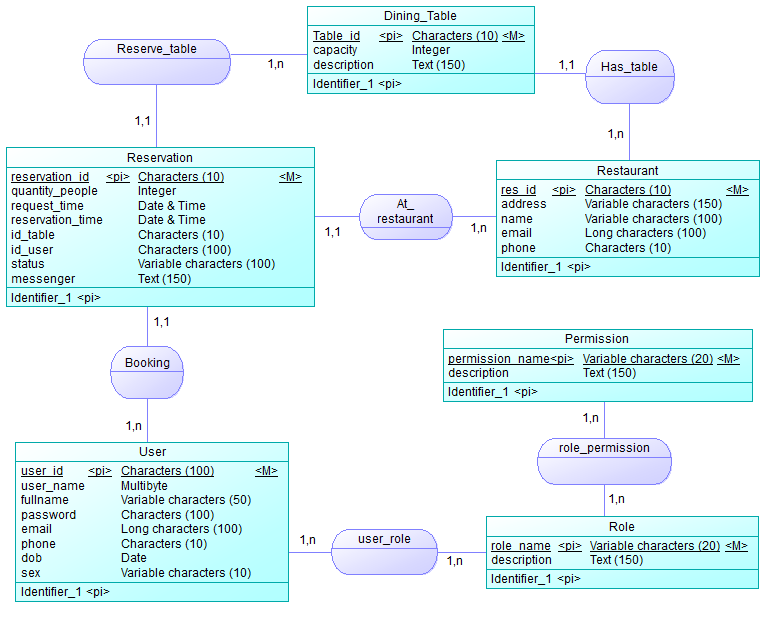 Dining_Table
Table_id <pi> Characters (10) <M>
capacity Integer
description Text (150)
Identifier_1 <pi>
Reserve_table
1,n
1,1
Has_table
1,1
1,n
Reservation
reservation_id <pi> Characters (10) <M>
quantity_people Integer
request_time Date & Time
reservation_time Date & Time
id_table Characters (10)
id_user Characters (100)
status Variable characters (100)
messenger Text (150)
Identifier_1 <pi>
At_
restaurant
1,1
1,n
Restaurant
res_id <pi> Characters (10) <M>
address Variable characters (150)
name Variable characters (100)
email Long characters (100)
phone Characters (10)
Identifier_1 <pi>
1,1
Booking
1,n
Permission
permission_name<pi> Variable characters (20) <M>
description Text (150)
Identifier_1 <pi>
1,n
role_permission
1,n
User
user_id <pi> Characters (100) <M>
user_name Multibyte
fullname Variable characters (50)
password Characters (100)
email Long characters (100)
phone Characters (10)
dob Date
sex Variable characters (10)
Identifier_1 <pi>
1,n
user_role
1,n
Role
role_name <pi> Variable characters (20) <M>
description Text (150)
Identifier_1 <pi>